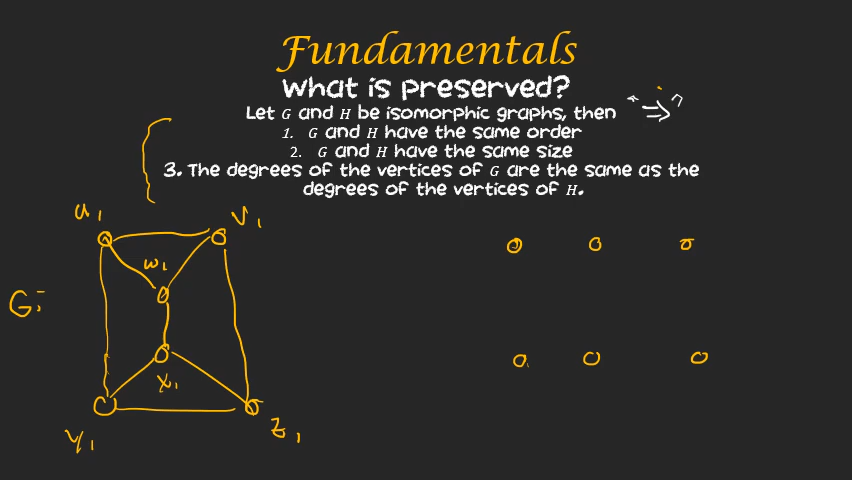 Fundamentals
What is preserved?
Let G and H be isomorphic graphs, then
"⇒"
1. G and H have the same order
2. G and H have the same size
3. The degrees of the vertices of G are the same as the
degrees of the vertices of H.
u₁
v₁
w₁
G:
x₁
y₁
z₁